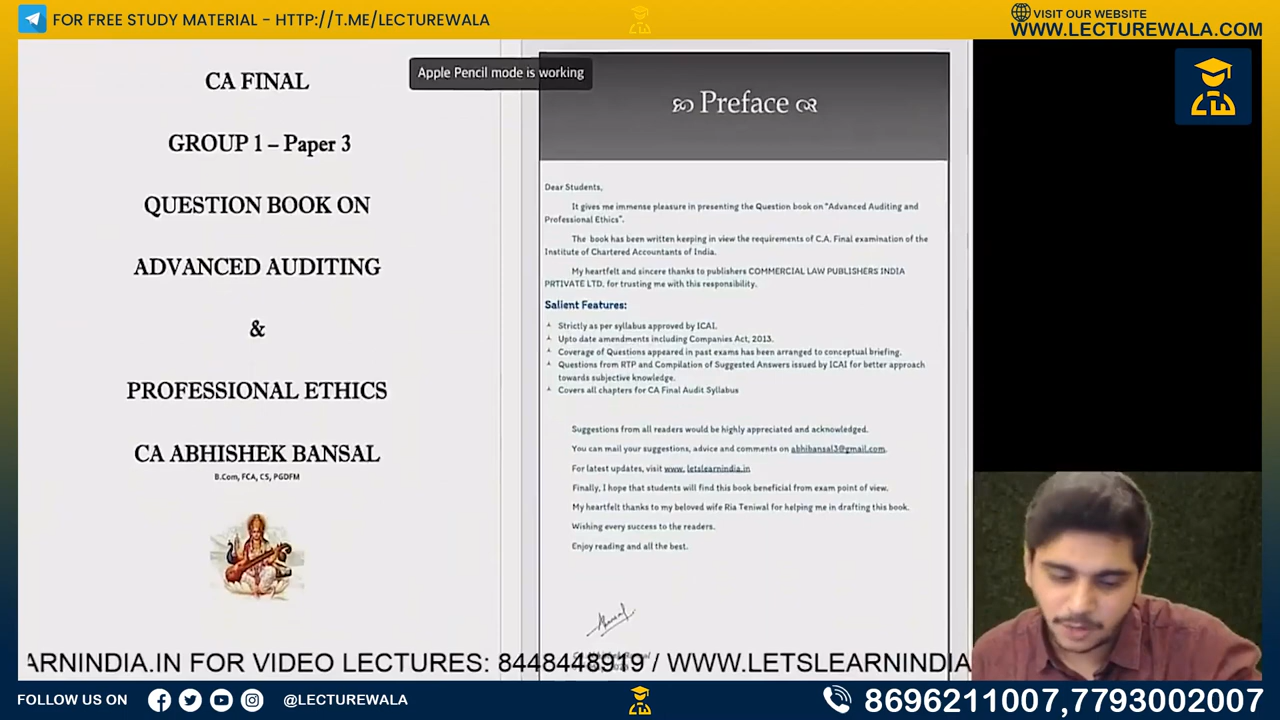 FOR FREE STUDY MATERIAL - HTTP://T.ME/LECTUREWALA
VISIT OUR WEBSITE
WWW.LECTUREWALA.COM
Apple Pencil mode is working
CA FINAL
GROUP 1 – Paper 3
QUESTION BOOK ON
ADVANCED AUDITING
&
PROFESSIONAL ETHICS
CA ABHISHEK BANSAL
B.Com, FCA, CS, PGDFM
Preface
Dear Students,
It gives me immense pleasure in presenting the Question book on "Advanced Auditing and
Professional Ethics".
The book has been written keeping in view the requirements of C.A. Final examination of the
Institute of Chartered Accountants of India.
My heartfelt and sincere thanks to publishers COMMERCIAL LAW PUBLISHERS INDIA
PRTIVATE LTD. for trusting me with this responsibility.
Salient Features:
Strictly as per syllabus approved by ICAI.
Upto date amendments including Companies Act, 2013.
Coverage of Questions appeared in past exams has been arranged to conceptual briefing.
Questions from RTP and Compilation of Suggested Answers issued by ICAI for better approach
towards subjective knowledge.
Covers all chapters for CA Final Audit Syllabus
Suggestions from all readers would be highly appreciated and acknowledged.
You can mail your suggestions, advice and comments on abhibansal3@gmail.com.
For latest updates, visit www. letslearnindia.in
Finally, I hope that students will find this book beneficial from exam point of view.
My heartfelt thanks to my beloved wife Ria Teniwal for helping me in drafting this book.
Wishing every success to the readers.
Enjoy reading and all the best.
ARNINDIA.IN FOR VIDEO LECTURES: 8448448919 / WWW.LETSLEARNINDIA
FOLLOW US ON
@LECTUREWALA
8696211007,7793002007